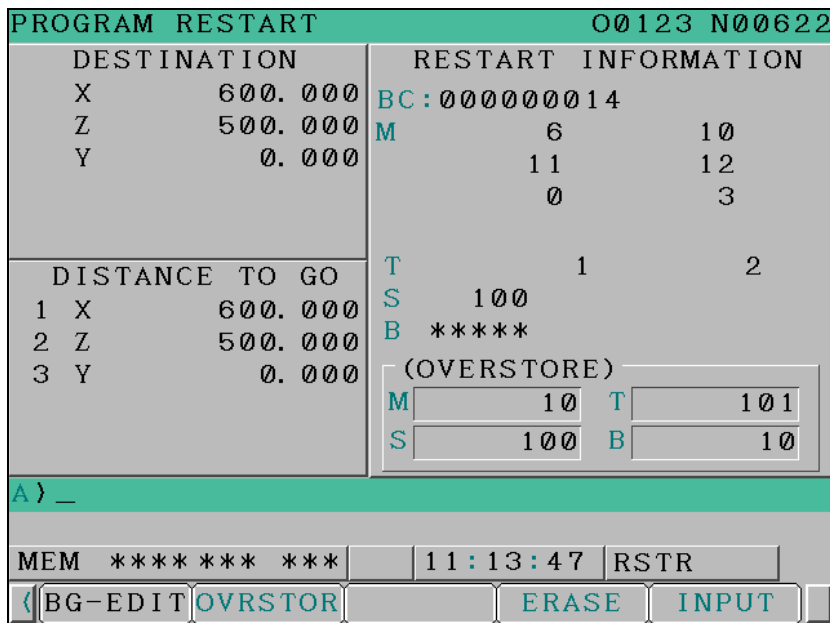 PROGRAM RESTART O0123 N00622
DESTINATION
X 600. 000
Z 500. 000
Y 0. 000
DISTANCE TO GO
1 X 600. 000
2 Z 500. 000
3 Y 0. 000
RESTART INFORMATION
BC:000000014
M 6 10
11 12
0 3
T 1 2
S 100
B *****
(OVERSTORE)
M 10 T 101
S 100 B 10
A)_
MEM **** *** *** 11:13:47 RSTR
( BG-EDIT OVRSTOR ERASE INPUT